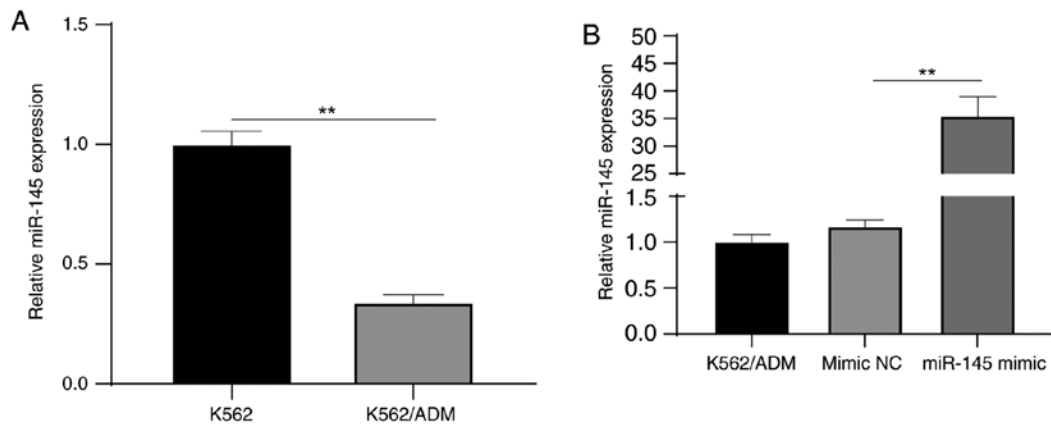 A
Relative miR-145 expression
1.5
1.0
0.5
0.0
**
K562
K562/ADM
B
Relative miR-145 expression
50
45
40
35
30
25
1.5
1.0
0.5
0.0
**
K562/ADM
Mimic NC
miR-145 mimic